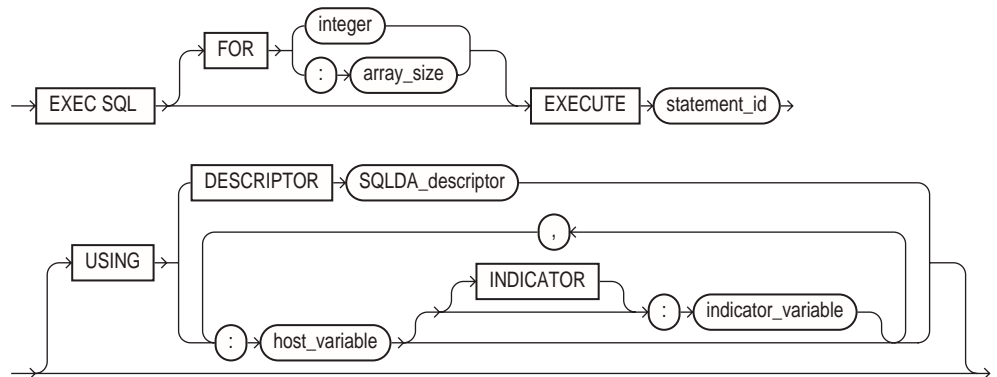 integer
FOR
: array_size
EXEC SQL EXECUTE statement_id
DESCRIPTOR SQLDA_descriptor
,
USING
INDICATOR
: indicator_variable
: host_variable